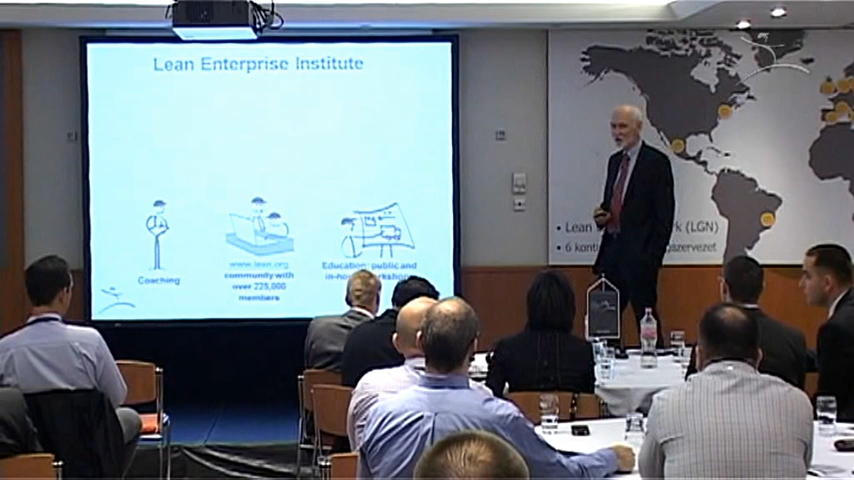 Lean Enterprise Institute
Coaching
www.lean.org
community with
over 225,000
members
Education: public and
in-house workshops
• Lean (LGN)
• 6